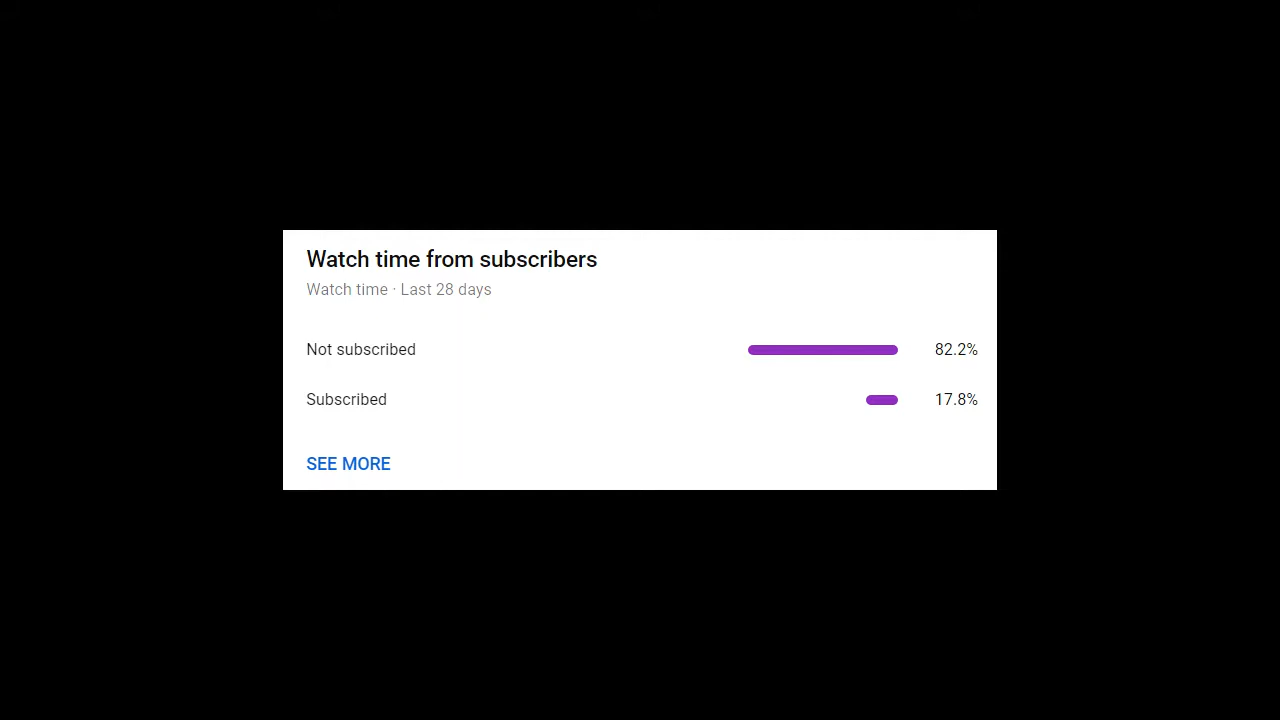 Watch time from subscribers
Watch time · Last 28 days
Not subscribed 82.2%
Subscribed 17.8%
SEE MORE